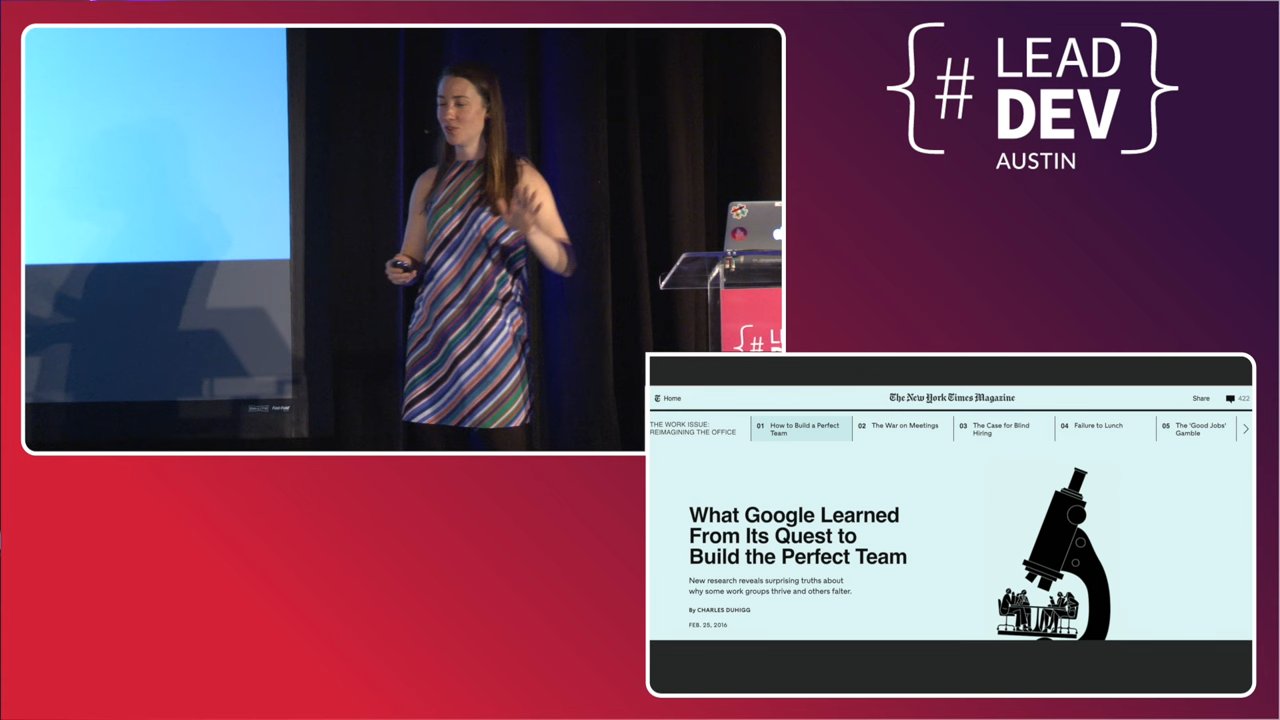 {# LEAD
DEV
AUSTIN
{# L
Home
The New York Times Magazine
Share
422
THE WORK ISSUE:
REIMAGINING THE OFFICE
01 How to Build a Perfect
Team
02 The War on Meetings
03 The Case for Blind
Hiring
04 Failure to Lunch
05 The 'Good Jobs'
Gamble
What Google Learned
From Its Quest to
Build the Perfect Team
New research reveals surprising truths about
why some work groups thrive and others falter.
By CHARLES DUHIGG
FEB. 25, 2016